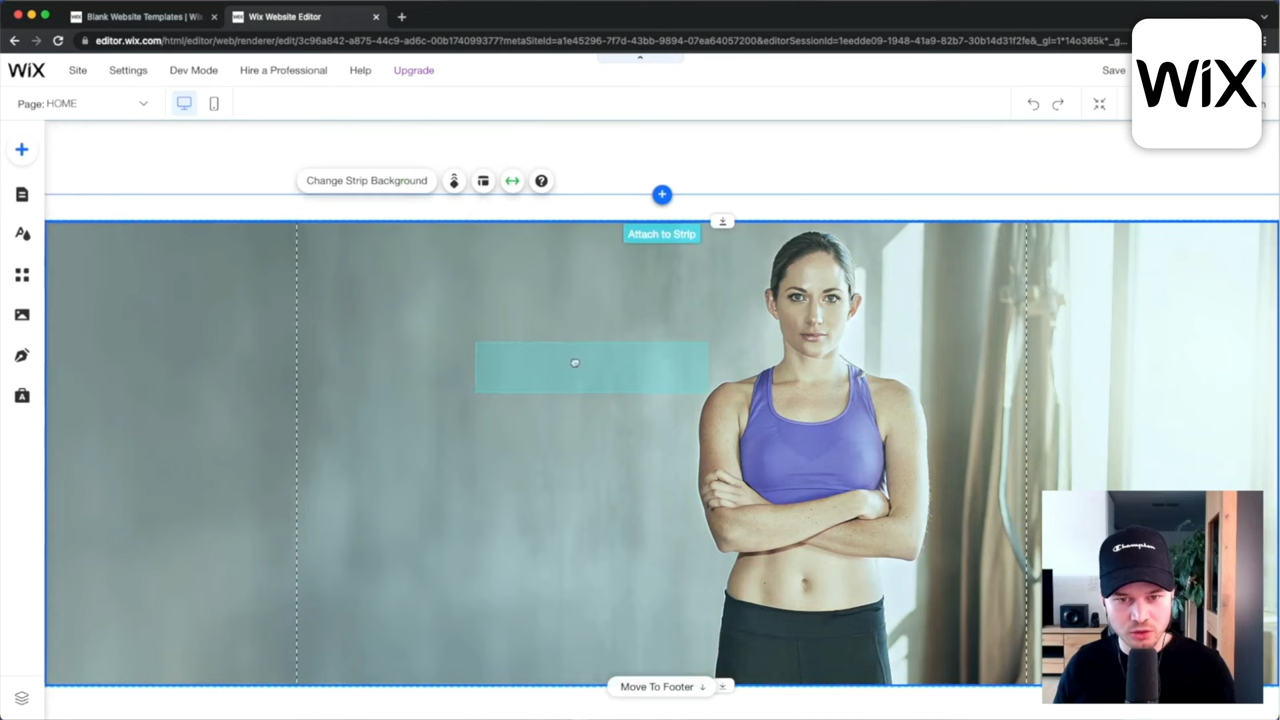 Blank Website Templates | Wix
Wix Website Editor
editor.wix.com/html/editor/web/renderer/edit/3c96a842-a875-44c9-ad6c-00b174099377?metaSiteId=a1e45296-7f7d-43bb-9894-07ea64057200&editorSessionId=1eedde09-1948-41a9-82b7-30b14d31f2fe&_gl=1*14o365k*_g...
WiX
Site
Settings
Dev Mode
Hire a Professional
Help
Upgrade
Save
WiX
Page: HOME
Change Strip Background
Attach to Strip
Move To Footer
Champion